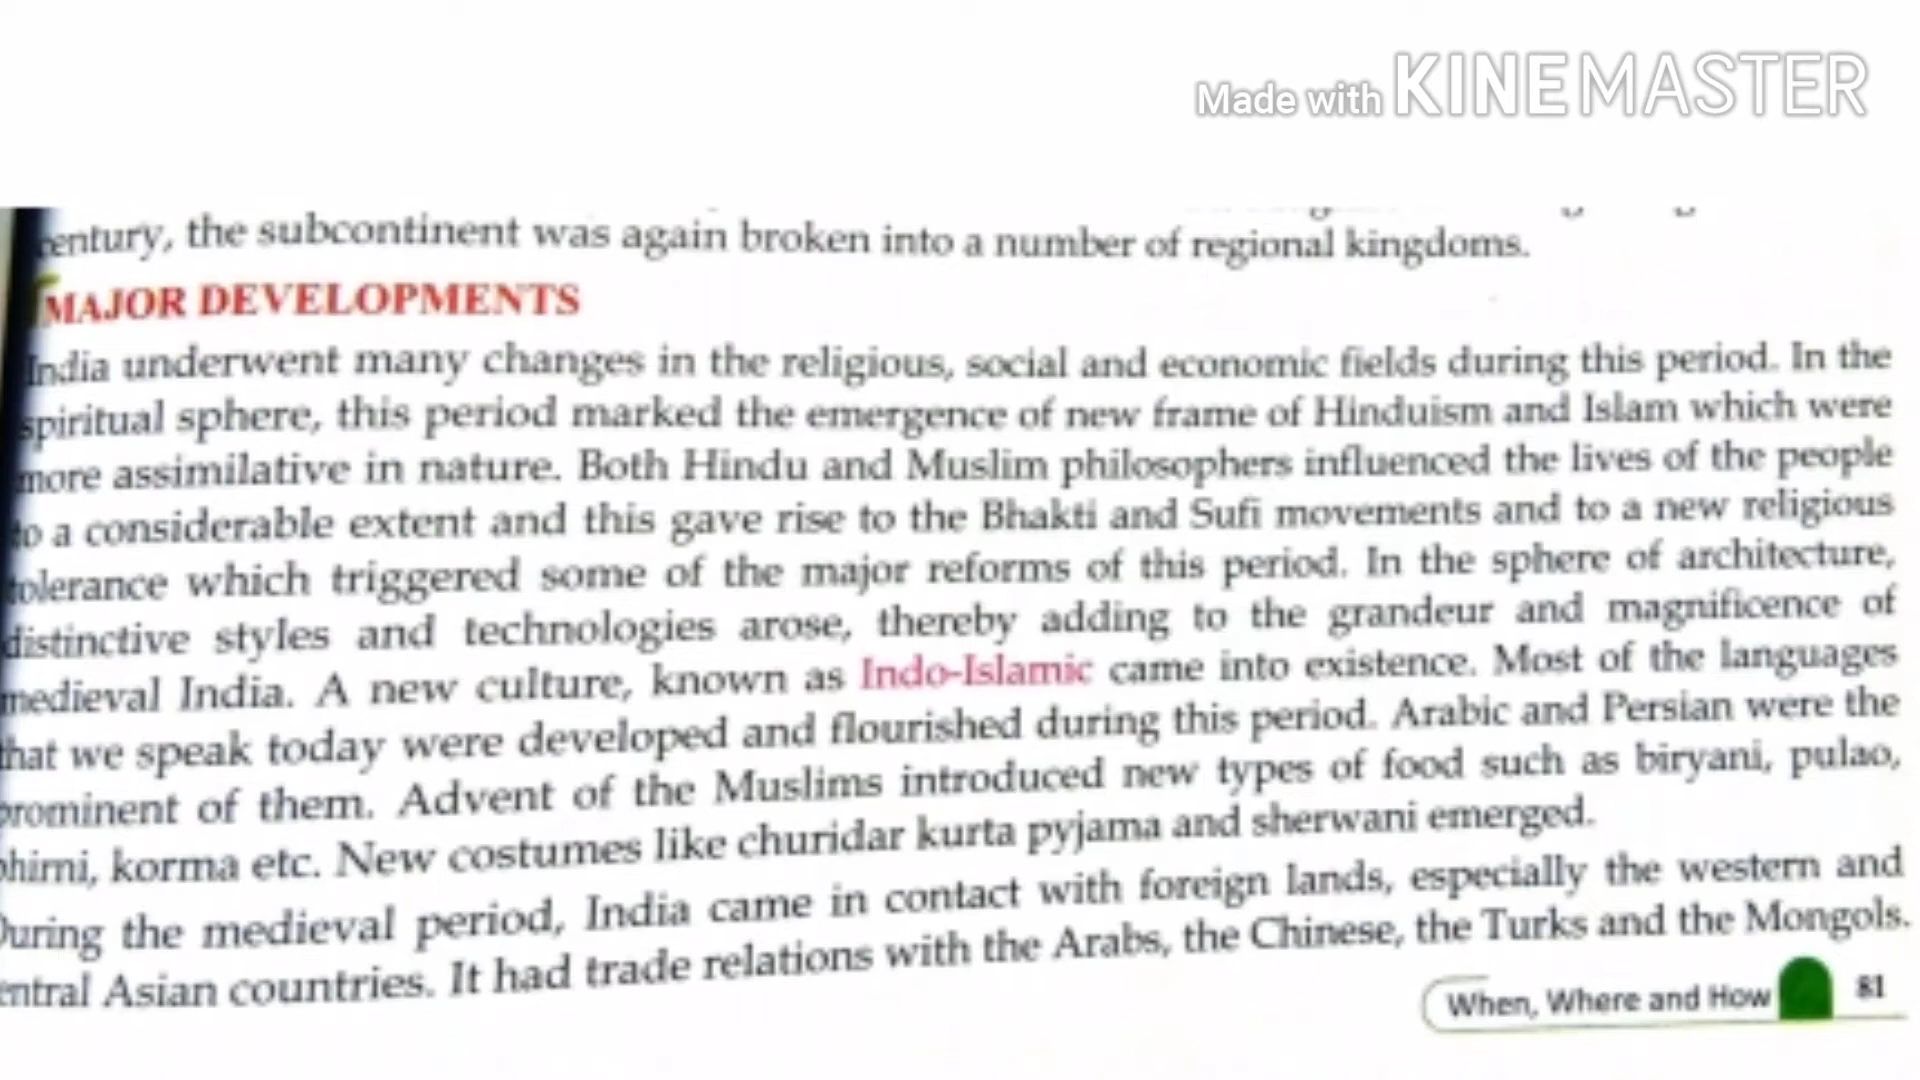 Made with KINEMASTER
century, the subcontinent was again broken into a number of regional kingdoms.
MAJOR DEVELOPMENTS
India underwent many changes in the religious, social and economic fields during this period. In the
spiritual sphere, this period marked the emergence of new frame of Hinduism and Islam which were
more assimilative in nature. Both Hindu and Muslim philosophers influenced the lives of the people
to a considerable extent and this gave rise to the Bhakti and Sufi movements and to a new religious
tolerance which triggered some of the major reforms of this period. In the sphere of architecture,
distinctive styles and technologies arose, thereby adding to the grandeur and magnificence of
medieval India. A new culture, known as Indo-Islamic came into existence. Most of the languages
that we speak today were developed and flourished during this period. Arabic and Persian were the
prominent of them. Advent of the Muslims introduced new types of food such as biryani, pulao,
phirni, korma etc. New costumes like churidar kurta pyjama and sherwani emerged.
During the medieval period, India came in contact with foreign lands, especially the western and
entral Asian countries. It had trade relations with the Arabs, the Chinese, the Turks and the Mongols.
When, Where and How 81